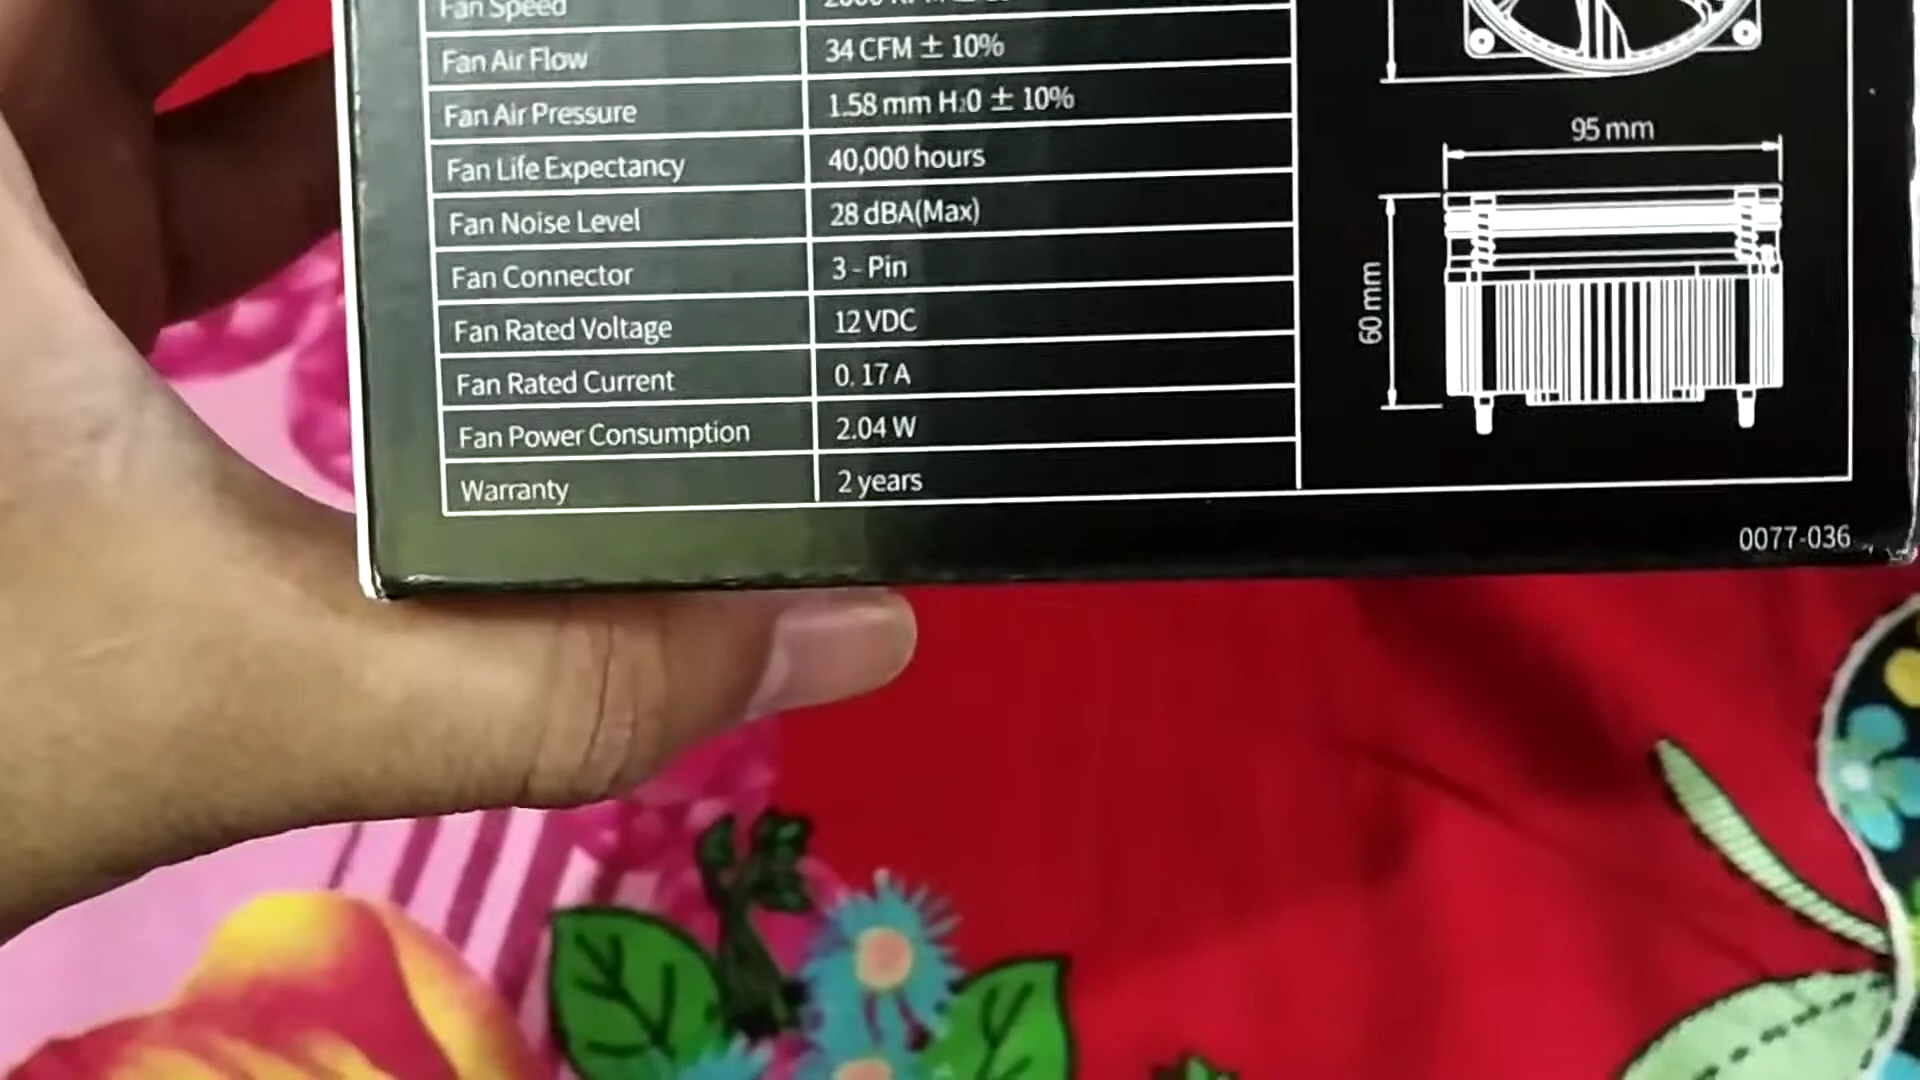 Fan Speed
Fan Air Flow 34 CFM ± 10%
Fan Air Pressure 1.58 mm H₂0 ± 10%
Fan Life Expectancy 40,000 hours
Fan Noise Level 28 dBA(Max)
Fan Connector 3 - Pin
Fan Rated Voltage 12 VDC
Fan Rated Current 0. 17 A
Fan Power Consumption 2.04 W
Warranty 2 years
95 mm
60 mm
0077-036